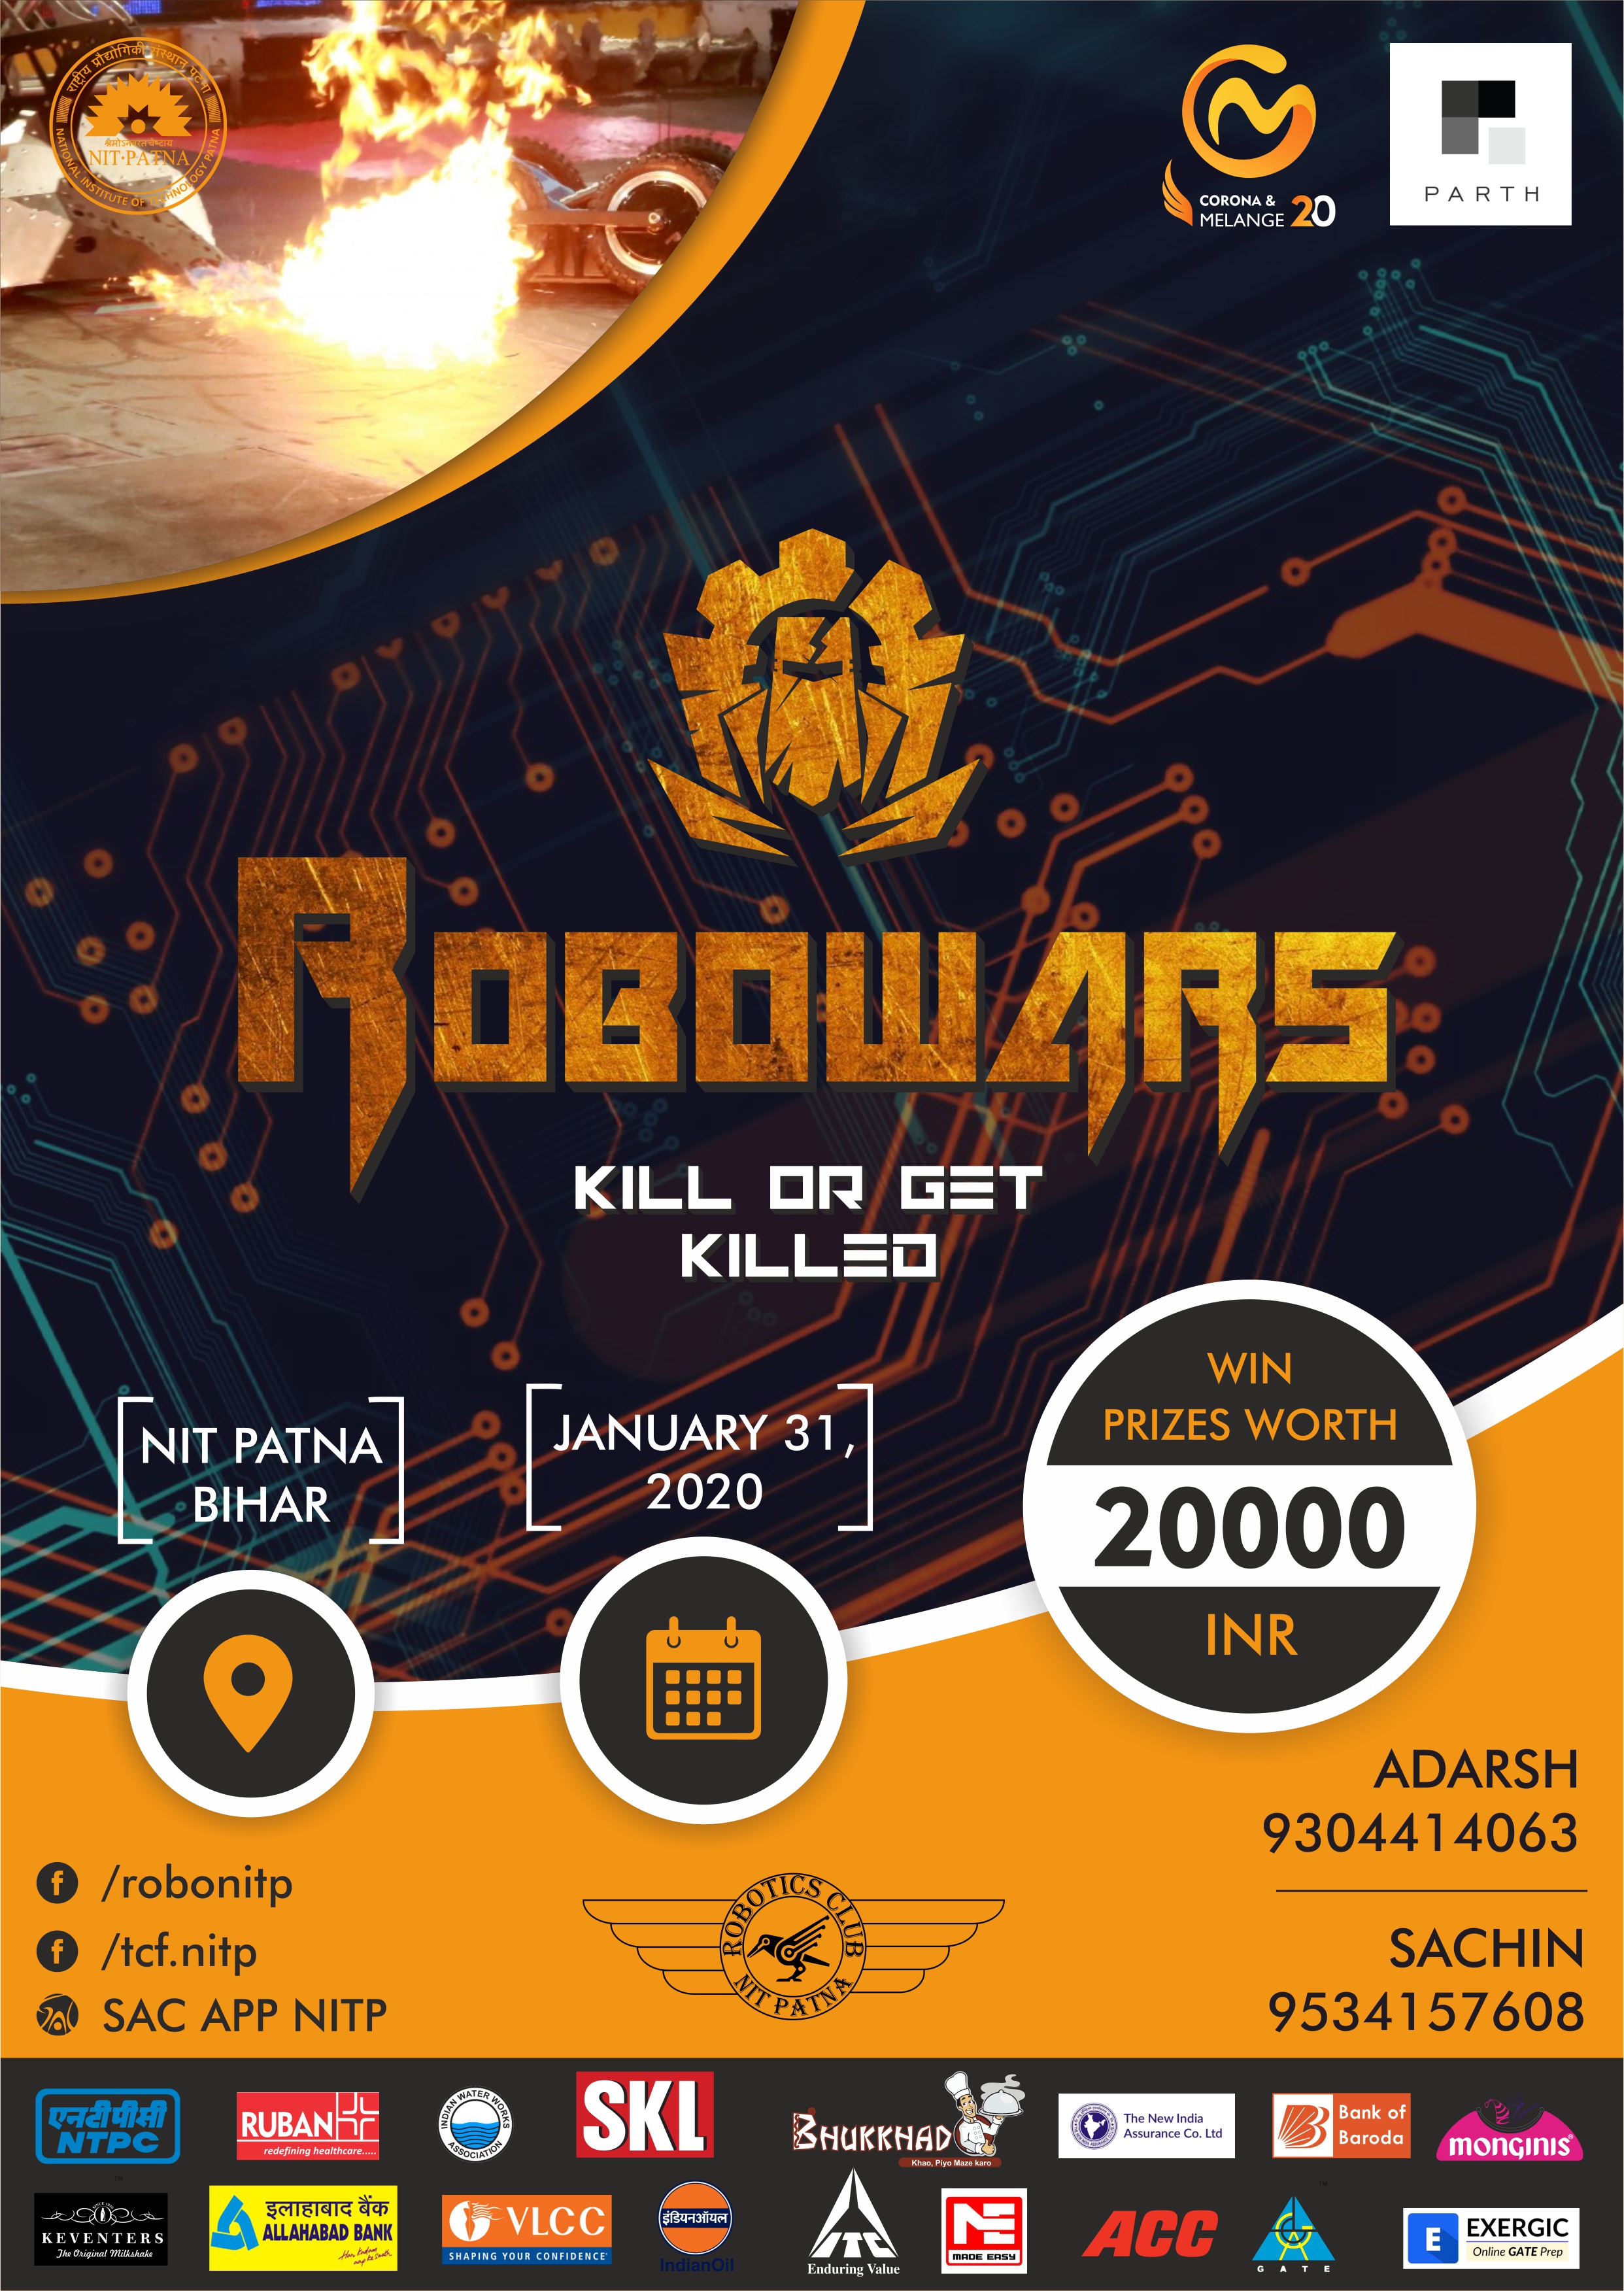 राष्ट्रीय प्रौद्योगिकी संस्थान पटना
NIT-PATNA
NATIONAL INSTITUTE OF TECHNOLOGY PATNA
CORONA &
MELANGE 20
PARTH
ROBOWARS
KILL OR GET
KILLED
NIT PATNA
BIHAR
JANUARY 31,
2020
WIN
PRIZES WORTH
20000
INR
ADARSH
9304414063
SACHIN
9534157608
/robonitp
/tcf.nitp
SAC APP NITP
ROBOTICS CLUB
NIT PATNA
एनटीपीसी
NTPC
RUBAN
redefining healthcare.....
INDIAN WATER WORKS
ASSOCIATION
SKL
BHUKKHAD
Khao, Piyo Maze karo
The New India
Assurance Co. Ltd
Bank of
Baroda
monginis
KEVENTERS
The Original Milkshake
इलाहाबाद बैंक
ALLAHABAD BANK
VLCC
SHAPING YOUR CONFIDENCE
इंडियनऑयल
IndianOil
ITC
Enduring Value
ME
MADE EASY
ACC
GATE
E
EXERGIC
Online GATE Prep